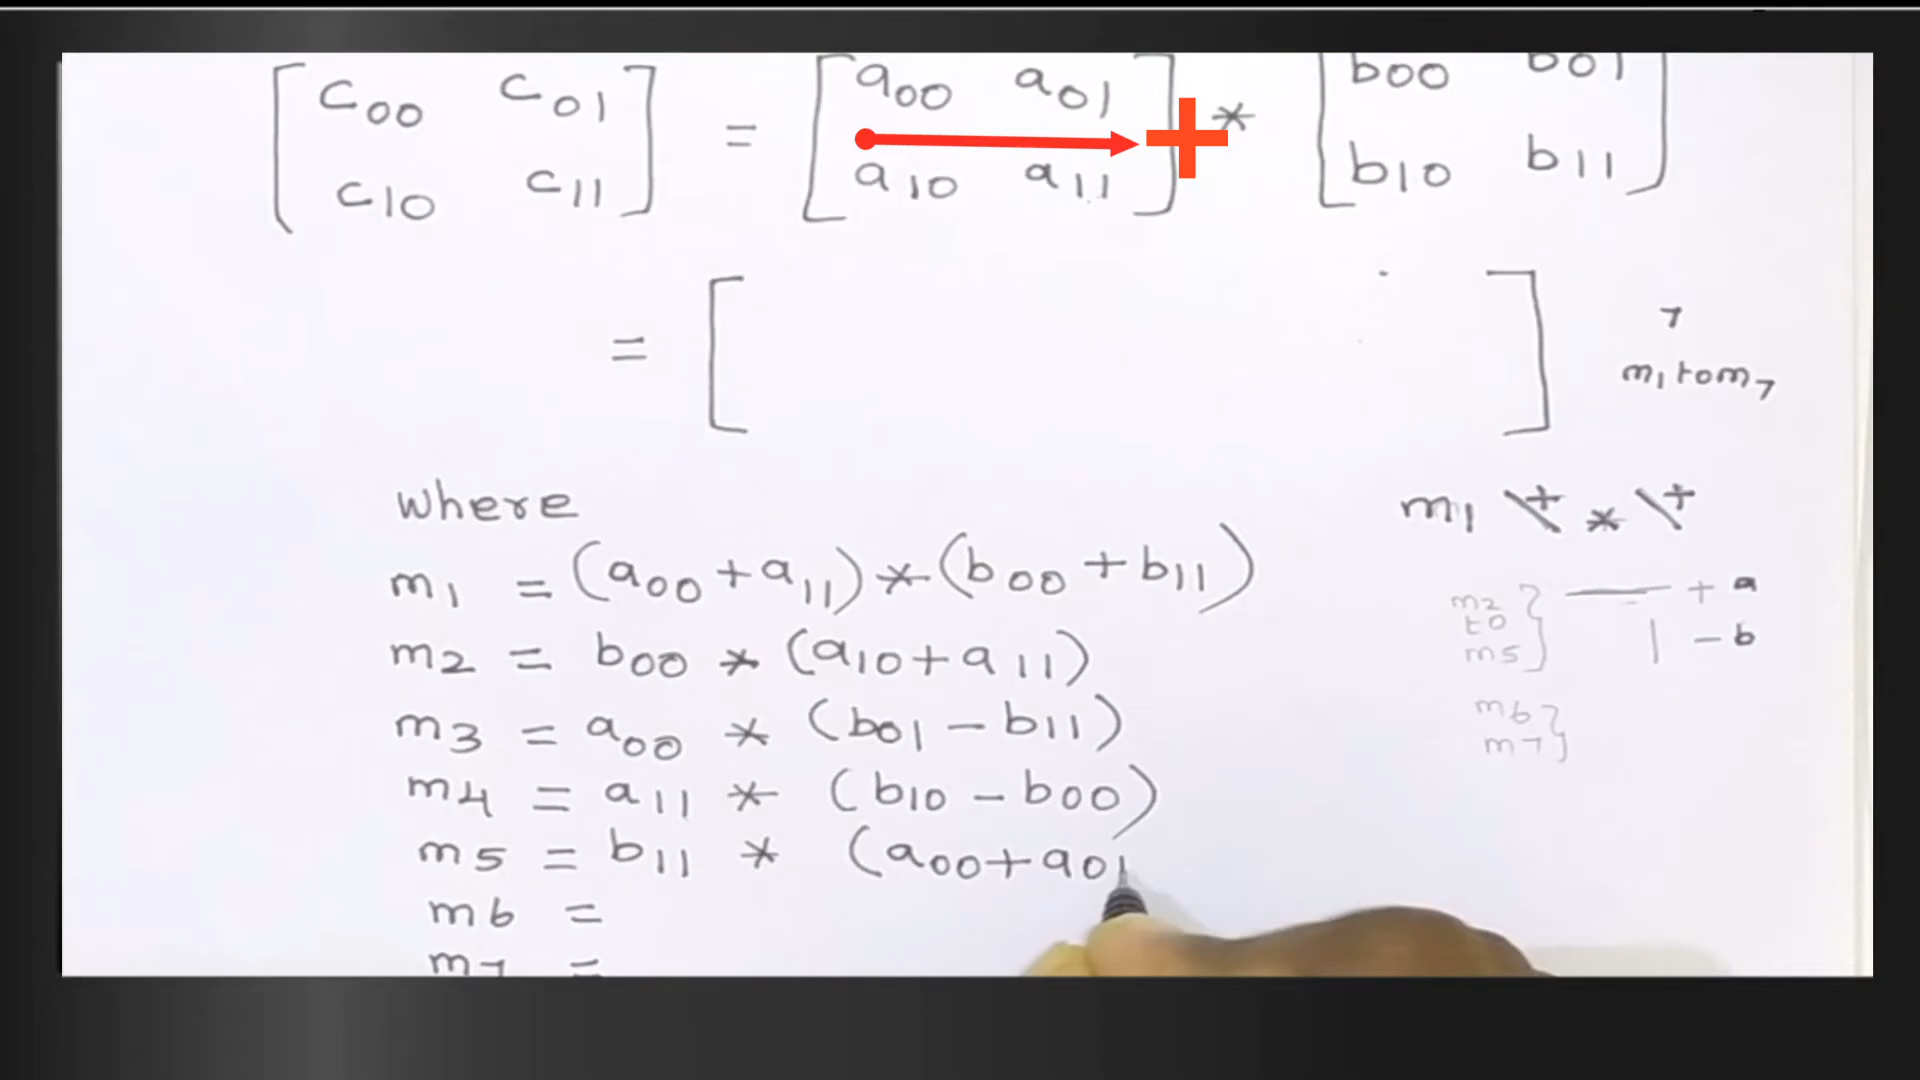 c00 c01 = a00 a01 * b00 b01
c10 c11 a10 a11 b10 b11
= [ ] 7
m1 to m7
where
m1 + * +
m1 = (a00 + a11) * (b00 + b11)
m2 to m5 } — + a
| - b
m2 = b00 * (a10 + a11)
m3 = a00 * (b01 - b11)
m6 m7 }
m4 = a11 * (b10 - b00)
m5 = b11 * (a00 + a01
m6 =
m7 =